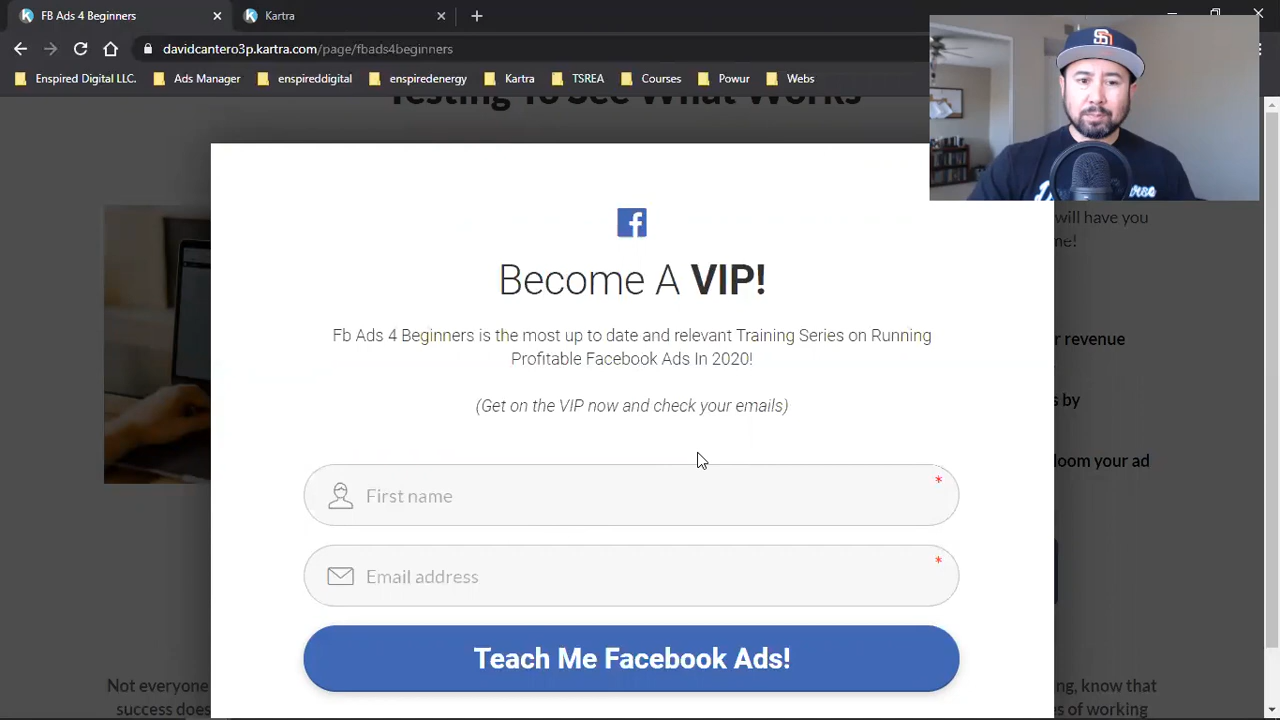 FB Ads 4 Beginners
Kartra
davidcantero3p.kartra.com/page/fbads4beginners
Enspired Digital LLC. Ads Manager enspireddigital enspiredenergy Kartra TSREA Courses Powur Webs
Testing To See What Works
Become A VIP!
Fb Ads 4 Beginners is the most up to date and relevant Training Series on Running
Profitable Facebook Ads In 2020!
(Get on the VIP now and check your emails)
First name *
Email address *
Teach Me Facebook Ads!
will have you
revenue
by
your ad
Not everyone
success
ng, know that
of working